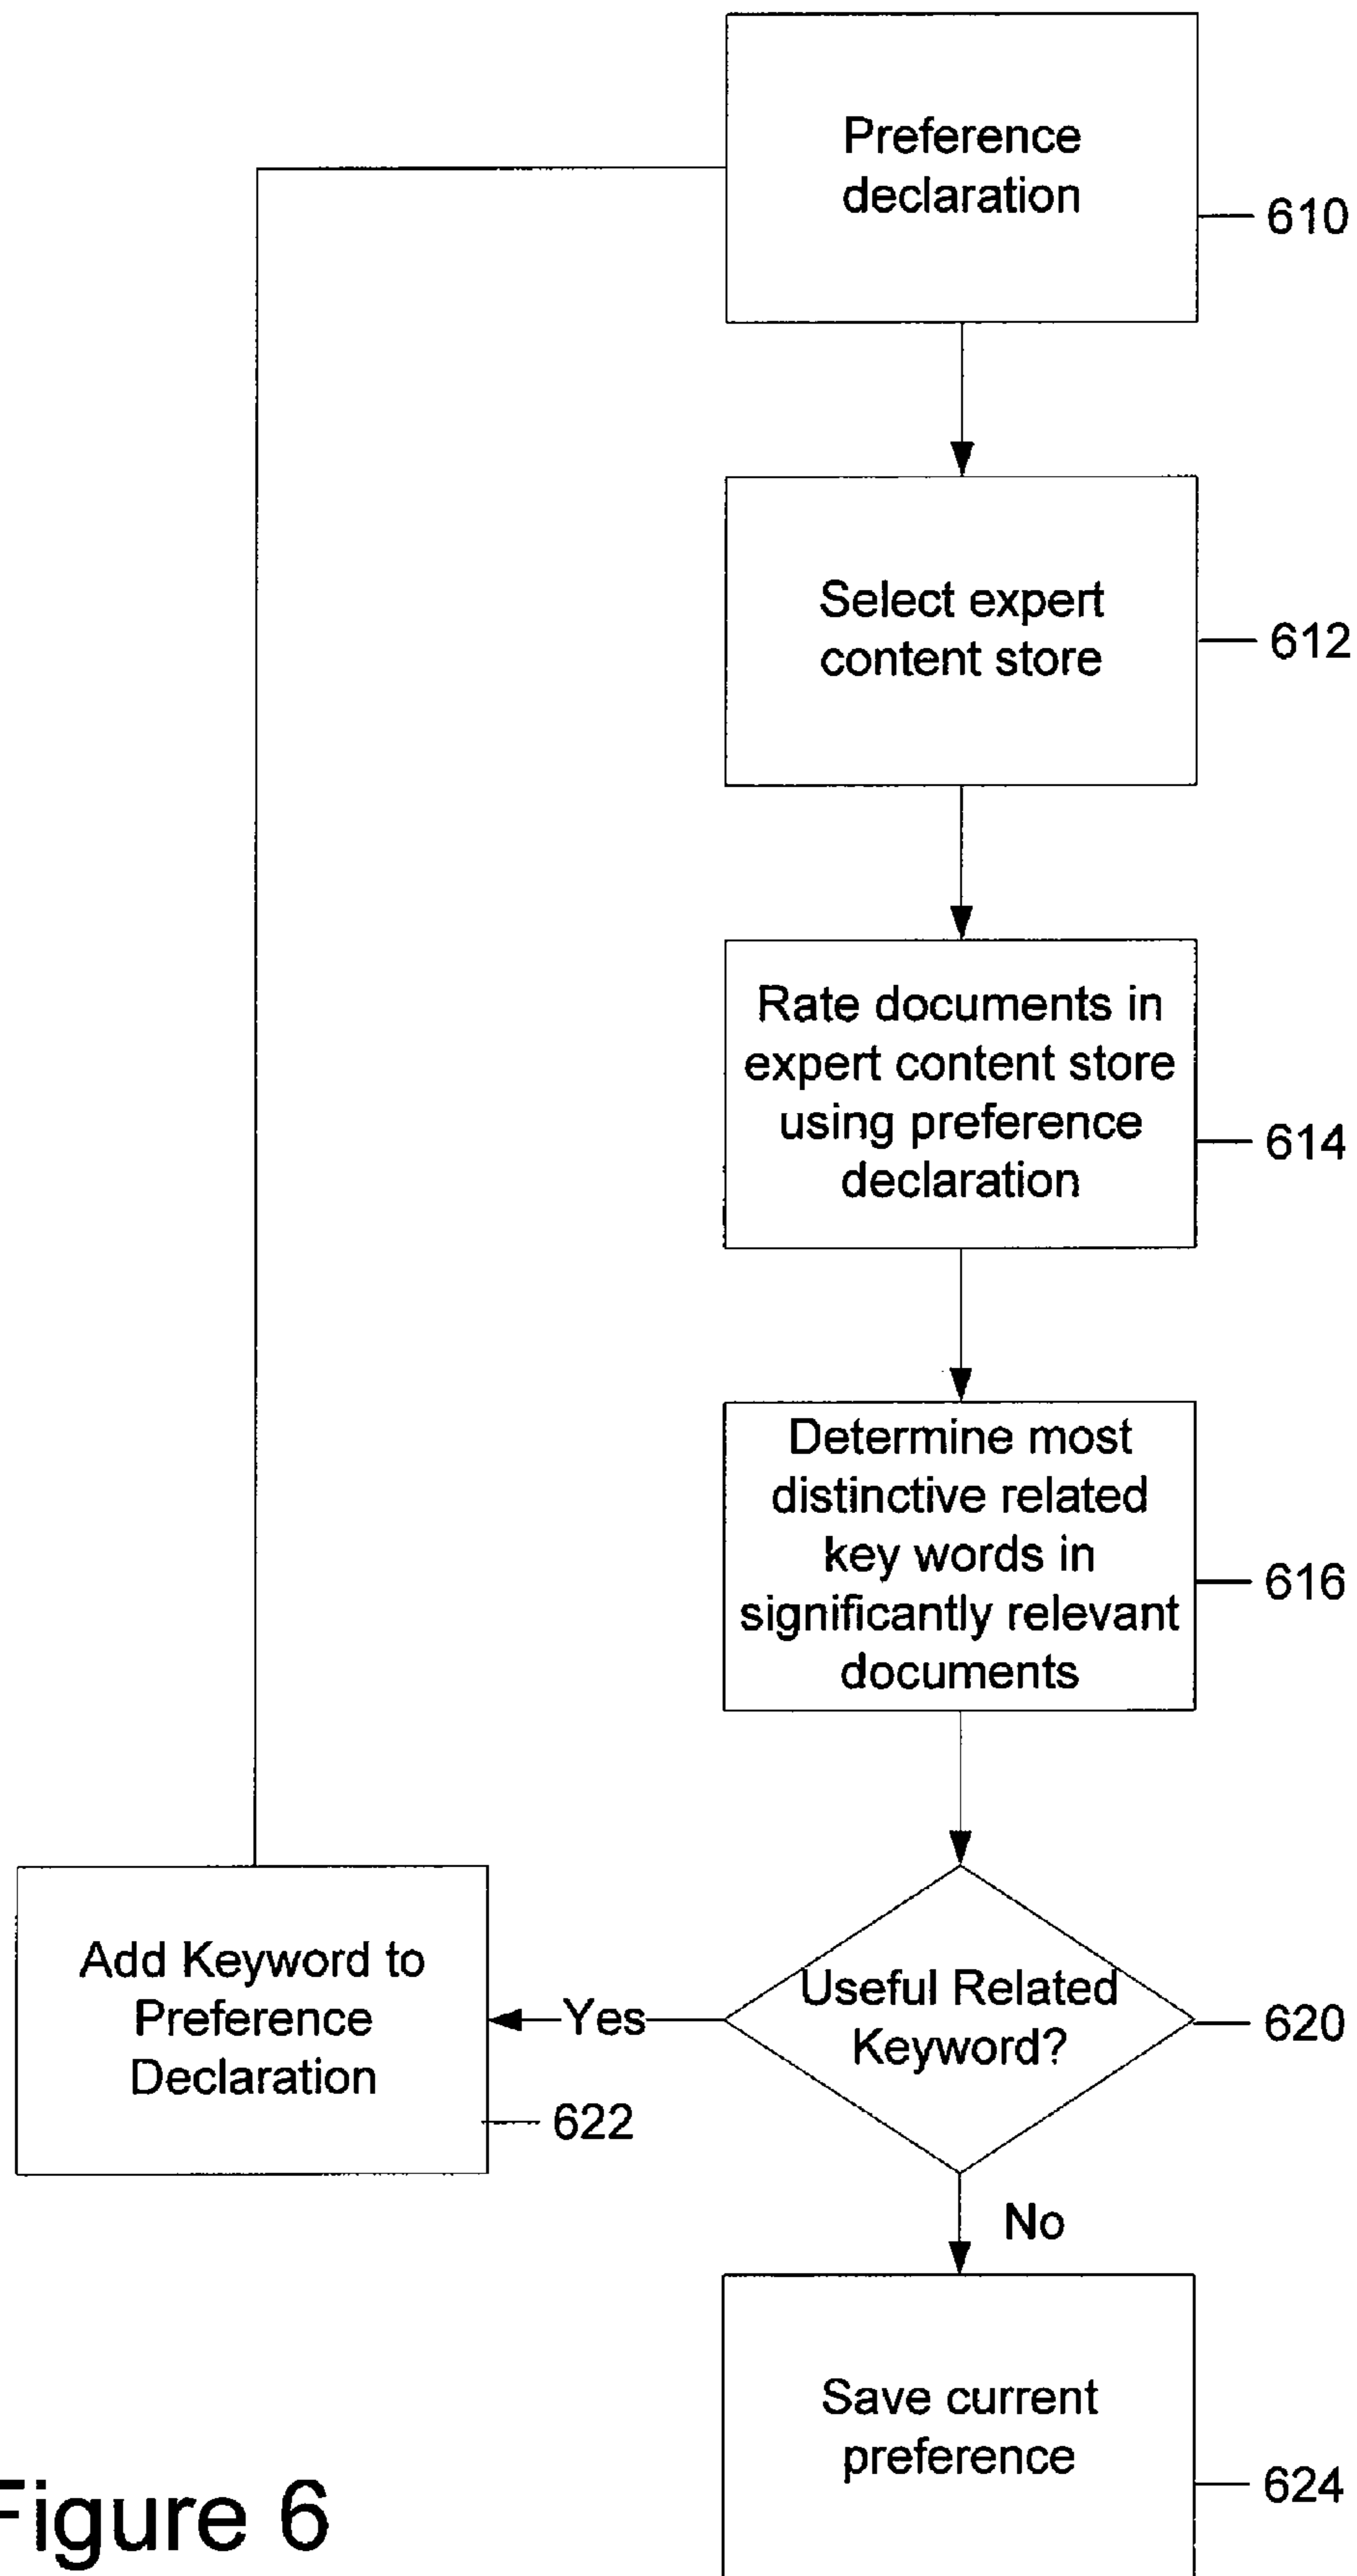 Preference
declaration
610
Select expert
content store
612
Rate documents in
expert content store
using preference
declaration
614
Determine most
distinctive related
key words in
significantly relevant
documents
616
Useful Related
Keyword?
620
Yes
Add Keyword to
Preference
Declaration
622
No
Save current
preference
624
Figure 6